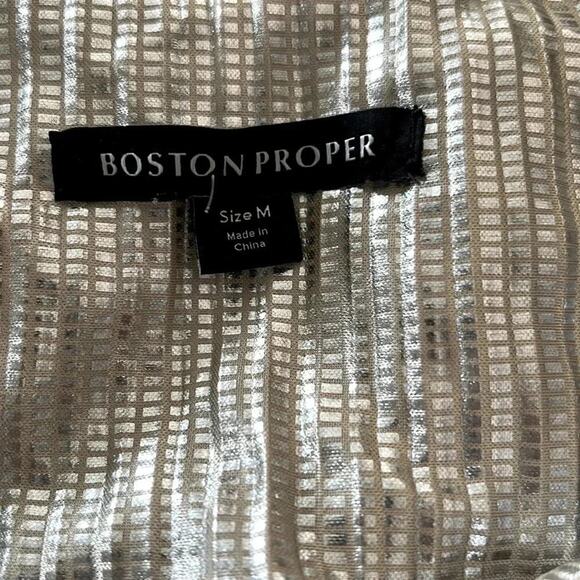 BOSTON PROPER
Size M
Made in
China